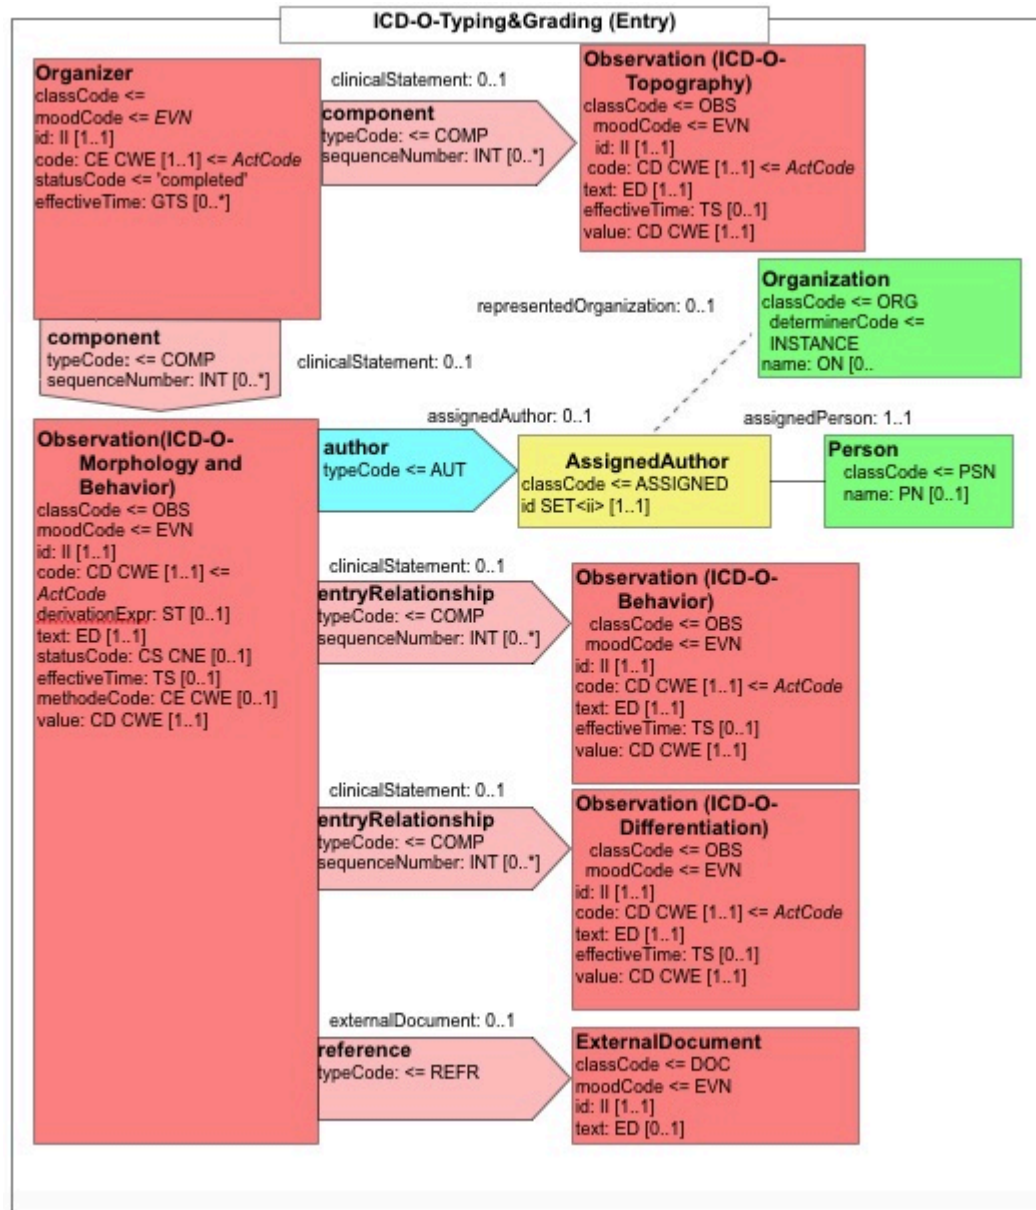 ICD-O-Typing&Grading (Entry)
Organizer
classCode <=
moodCode <= EVN
id: II [1..1]
code: CE CWE [1..1] <= ActCode
statusCode <= 'completed'
effectiveTime: GTS [0..*]
clinicalStatement: 0..1
component
typeCode: <= COMP
sequenceNumber: INT [0..*]
Observation (ICD-O-
Topography)
classCode <= OBS
moodCode <= EVN
id: II [1..1]
code: CD CWE [1..1] <= ActCode
text: ED [1..1]
effectiveTime: TS [0..1]
value: CD CWE [1..1]
representedOrganization: 0..1
Organization
classCode <= ORG
determinerCode <=
INSTANCE
name: ON [0..
component
typeCode: <= COMP
sequenceNumber: INT [0..*]
clinicalStatement: 0..1
Observation(ICD-O-
Morphology and
Behavior)
classCode <= OBS
moodCode <= EVN
id: II [1..1]
code: CD CWE [1..1] <=
ActCode
derivationExpr: ST [0..1]
text: ED [1..1]
statusCode: CS CNE [0..1]
effectiveTime: TS [0..1]
methodeCode: CE CWE [0..1]
value: CD CWE [1..1]
author
typeCode <= AUT
assignedAuthor: 0..1
AssignedAuthor
classCode <= ASSIGNED
id SET<ii> [1..1]
assignedPerson: 1..1
Person
classCode <= PSN
name: PN [0..1]
clinicalStatement: 0..1
entryRelationship
typeCode: <= COMP
sequenceNumber: INT [0..*]
Observation (ICD-O-
Behavior)
classCode <= OBS
moodCode <= EVN
id: II [1..1]
code: CD CWE [1..1] <= ActCode
text: ED [1..1]
effectiveTime: TS [0..1]
value: CD CWE [1..1]
clinicalStatement: 0..1
entryRelationship
typeCode: <= COMP
sequenceNumber: INT [0..*]
Observation (ICD-O-
Differentiation)
classCode <= OBS
moodCode <= EVN
id: II [1..1]
code: CD CWE [1..1] <= ActCode
text: ED [1..1]
effectiveTime: TS [0..1]
value: CD CWE [1..1]
externalDocument: 0..1
reference
typeCode: <= REFR
ExternalDocument
classCode <= DOC
moodCode <= EVN
id: II [1..1]
text: ED [0..1]